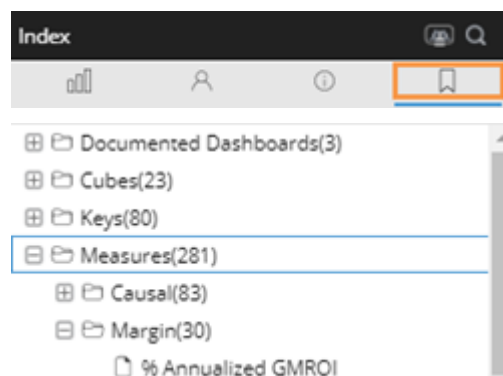 Index
Documented Dashboards(3)
Cubes(23)
Keys(80)
Measures(281)
Causal(83)
Margin(30)
% Annualized GMROI